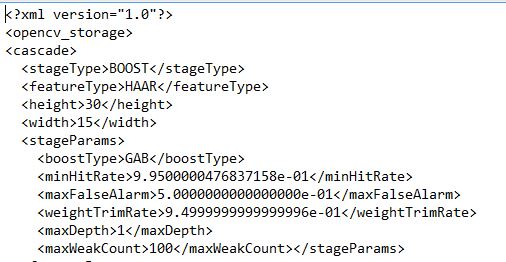 <?xml version="1.0"?>
<opencv_storage>
<cascade>
  <stageType>BOOST</stageType>
  <featureType>HAAR</featureType>
  <height>30</height>
  <width>15</width>
  <stageParams>
    <boostType>GAB</boostType>
    <minHitRate>9.9500000476837158e-01</minHitRate>
    <maxFalseAlarm>5.0000000000000000e-01</maxFalseAlarm>
    <weightTrimRate>9.4999999999999996e-01</weightTrimRate>
    <maxDepth>1</maxDepth>
    <maxWeakCount>100</maxWeakCount></stageParams>